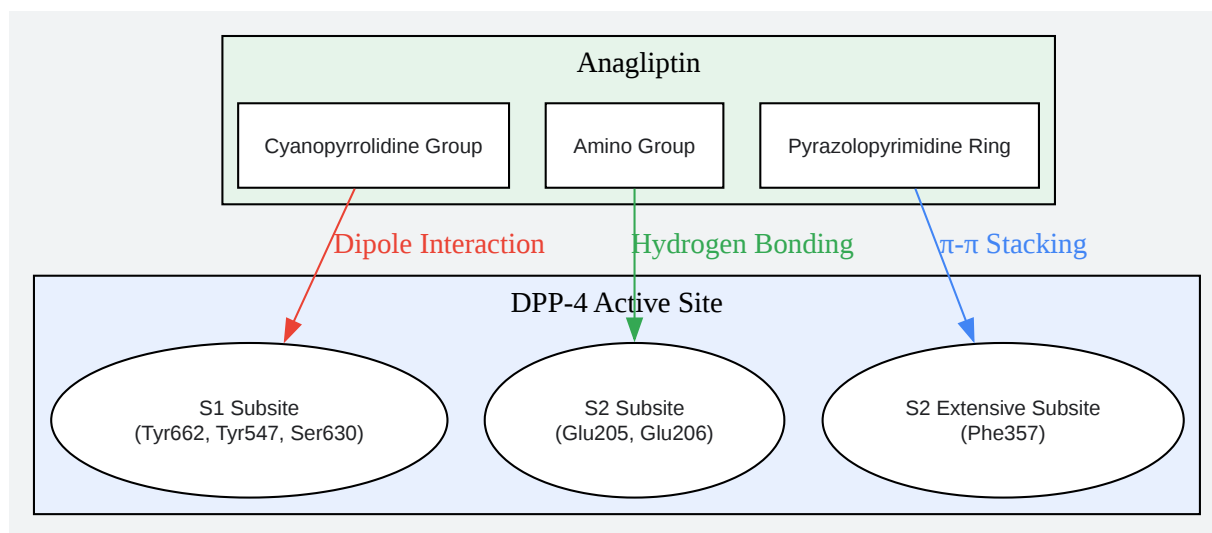 Anagliptin
Cyanopyrrolidine Group
Amino Group
Pyrazolopyrimidine Ring
Dipole Interaction
Hydrogen Bonding
π-π Stacking
DPP-4 Active Site
S1 Subsite
(Tyr662, Tyr547, Ser630)
S2 Subsite
(Glu205, Glu206)
S2 Extensive Subsite
(Phe357)